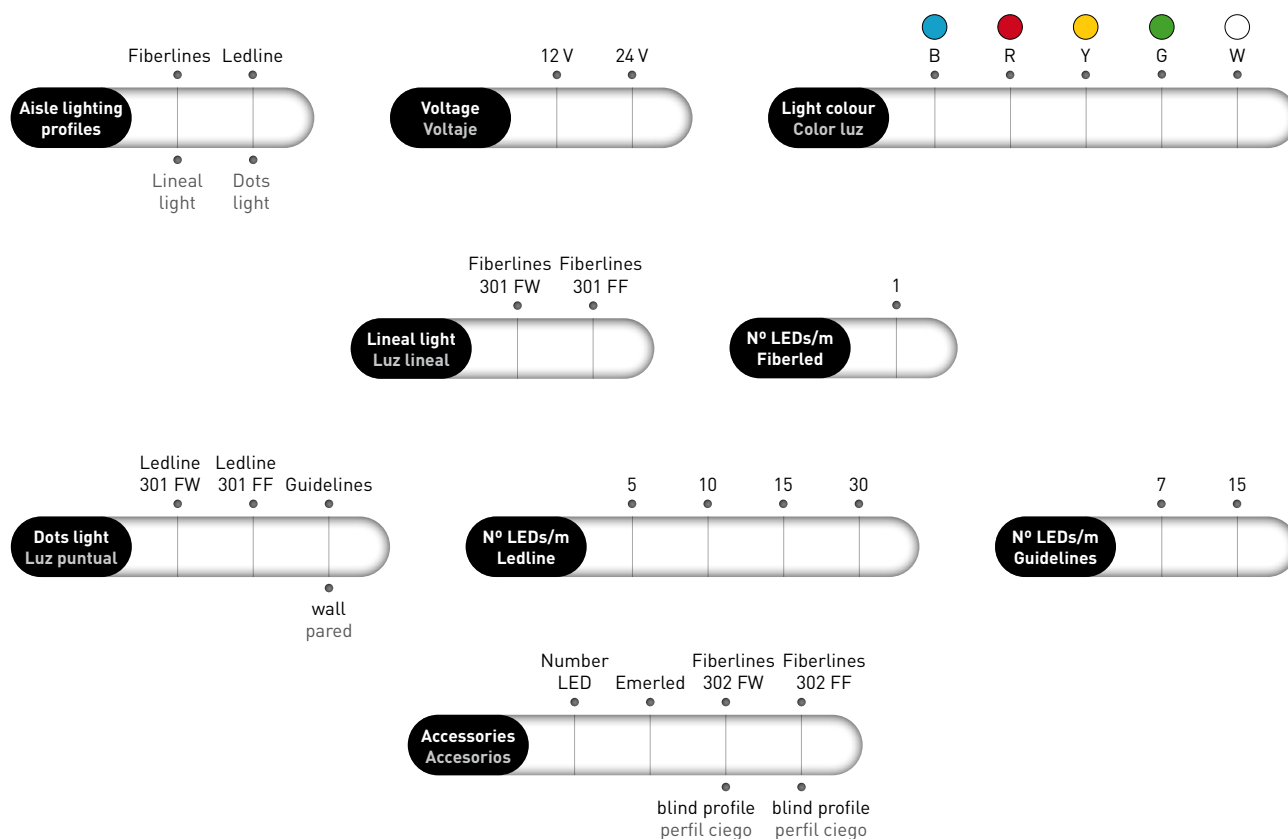 Fiberlines Ledline
Aisle lighting
profiles
Lineal
light
Dots
light
12 V 24 V
Voltage
Voltaje
B R Y G W
Light colour
Color luz
Fiberlines
301 FW
Fiberlines
301 FF
Lineal light
Luz lineal
1
Nº LEDs/m
Fiberled
Ledline
301 FW
Ledline
301 FF
Guidelines
Dots light
Luz puntual
wall
pared
5 10 15 30
Nº LEDs/m
Ledline
7 15
Nº LEDs/m
Guidelines
Number
LED
Emerled
Fiberlines
302 FW
Fiberlines
302 FF
Accessories
Accesorios
blind profile
perfil ciego
blind profile
perfil ciego